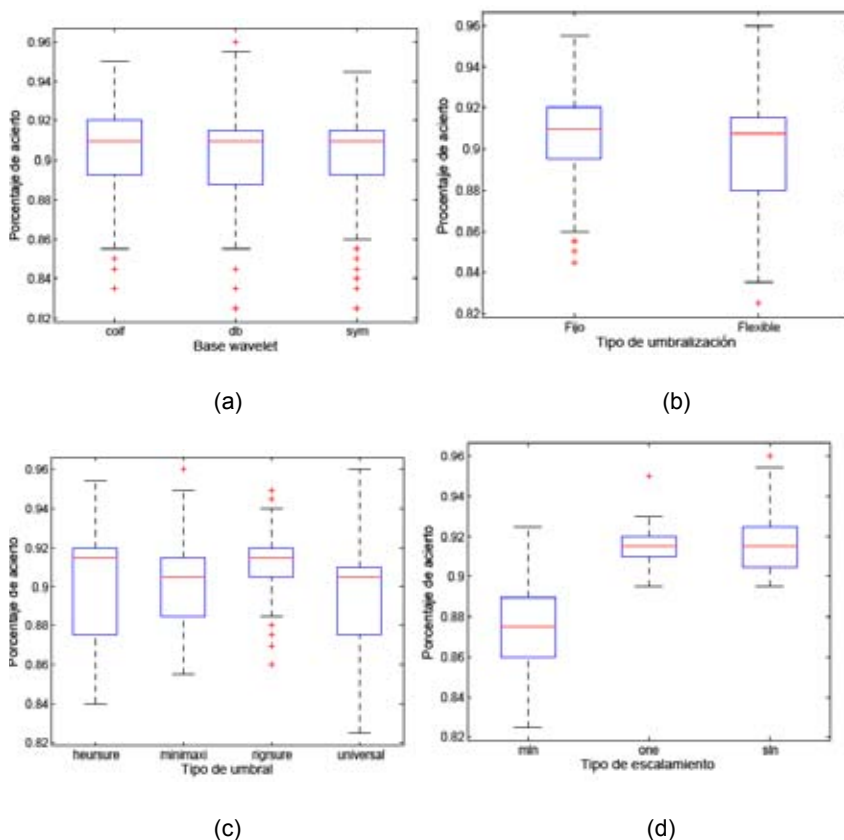 0.96
0.94
0.92
0.9
0.88
0.86
0.84
0.82
Porcentaje de acierto
coif
db
sym
Base wavelet
(a)
0.96
0.94
0.92
0.9
0.88
0.86
0.84
0.82
Procentaje de acierto
Fijo
Flexible
Tipo de umbralización
(b)
0.96
0.94
0.92
0.9
0.88
0.86
0.84
0.82
Porcentaje de acierto
heursure
minimaxi
rigrsure
universal
Tipo de umbral
(c)
0.96
0.94
0.92
0.9
0.88
0.86
0.84
0.82
Porcentaje de acierto
mln
one
sln
Tipo de escalamiento
(d)